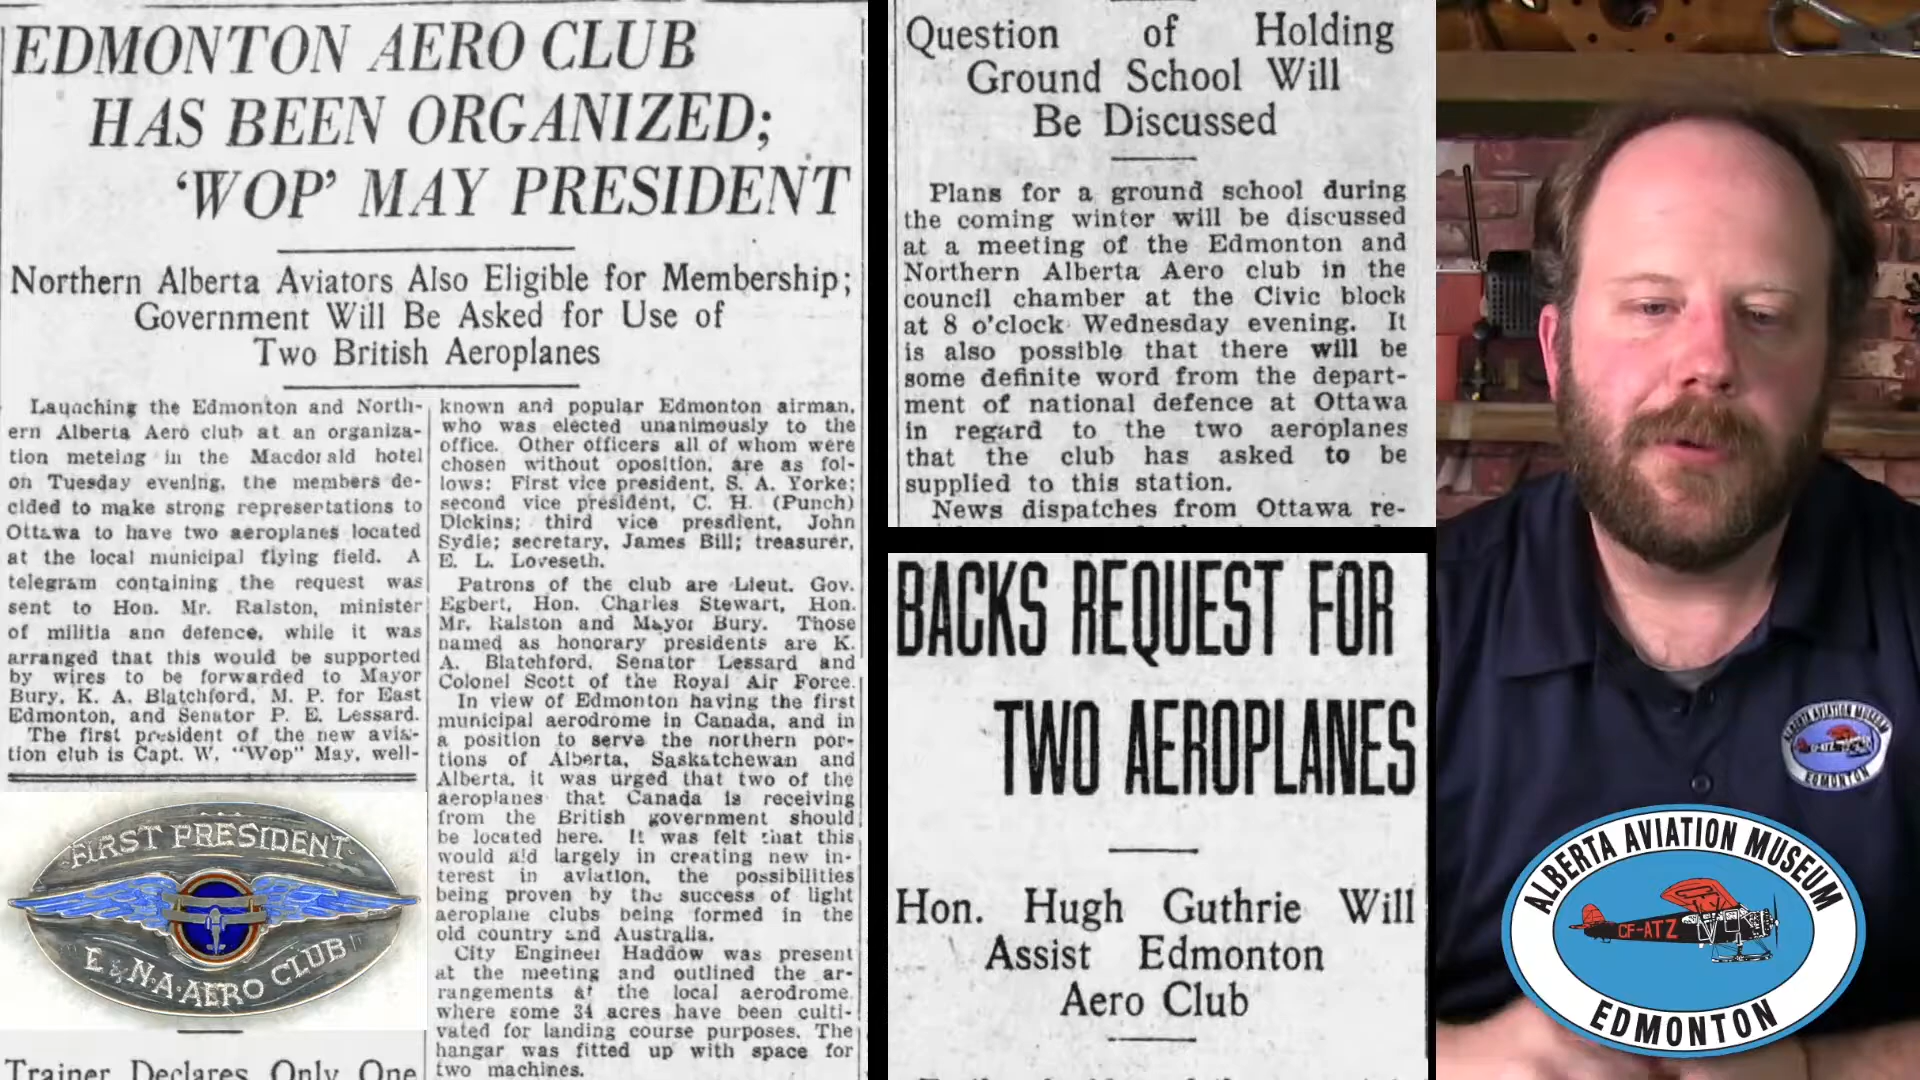 EDMONTON AERO CLUB
HAS BEEN ORGANIZED;
‘WOP’ MAY PRESIDENT
Northern Alberta Aviators Also Eligible for Membership;
Government Will Be Asked for Use of
Two British Aeroplanes
Launching the Edmonton and North-
ern Alberta Aero club at an organiza-
tion meteing in the Macdonald hotel
on Tuesday evening, the members de-
cided to make strong representations to
Ottawa to have two aeroplanes located
at the local municipal flying field. A
telegram containing the request was
sent to Hon. Mr. Ralston, minister
of militia and defence, while it was
arranged that this would be supported
by wires to be forwarded to Mayor
Bury, K. A. Blatchford, M. P. for East
Edmonton, and Senator P. E. Lessard.
The first president of the new avia-
tion club is Capt. W. "Wop" May, well-
known and popular Edmonton airman,
who was elected unanimously to the
office. Other officers all of whom were
chosen without oposition, are as fol-
lows: First vice president, S. A. Yorke;
second vice president, C. H. (Punch)
Dickins; third vice presdient, John
Sydie; secretary, James Bill; treasurer,
E. L. Loveseth.
Patrons of the club are Lieut. Gov.
Egbert, Hon. Charles Stewart, Hon.
Mr. Ralston and Mayor Bury. Those
named as honorary presidents are K.
A. Blatchford, Senator Lessard and
Colonel Scott of the Royal Air Force.
In view of Edmonton having the first
municipal aerodrome in Canada, and in
a position to serve the northern por-
tions of Alberta, Saskatchewan and
Alberta, it was urged that two of the
aeroplanes that Canada is receiving
from the British government should
be located here. It was felt that this
would aid largely in creating new in-
terest in aviation, the possibilities
being proven by the success of light
aeroplane clubs being formed in the
old country and Australia.
City Engineer Haddow was present
at the meeting and outlined the ar-
rangements at the local aerodrome
where some 34 acres have been culti-
vated for landing course purposes. The
hangar was fitted up with space for
two machines.
FIRST PRESIDENT
E & N.A. AERO CLUB
Trainer Declares Only One
Question of Holding
Ground School Will
Be Discussed
Plans for a ground school during
the coming winter will be discussed
at a meeting of the Edmonton and
Northern Alberta Aero club in the
council chamber at the Civic block
at 8 o'clock Wednesday evening. It
is also possible that there will be
some definite word from the depart-
ment of national defence at Ottawa
in regard to the two aeroplanes
that the club has asked to be
supplied to this station.
News dispatches from Ottawa re-
BACKS REQUEST FOR
TWO AEROPLANES
Hon. Hugh Guthrie Will
Assist Edmonton
Aero Club
ALBERTA AVIATION MUSEUM
EDMONTON
ALBERTA AVIATION MUSEUM
CF-ATZ
EDMONTON